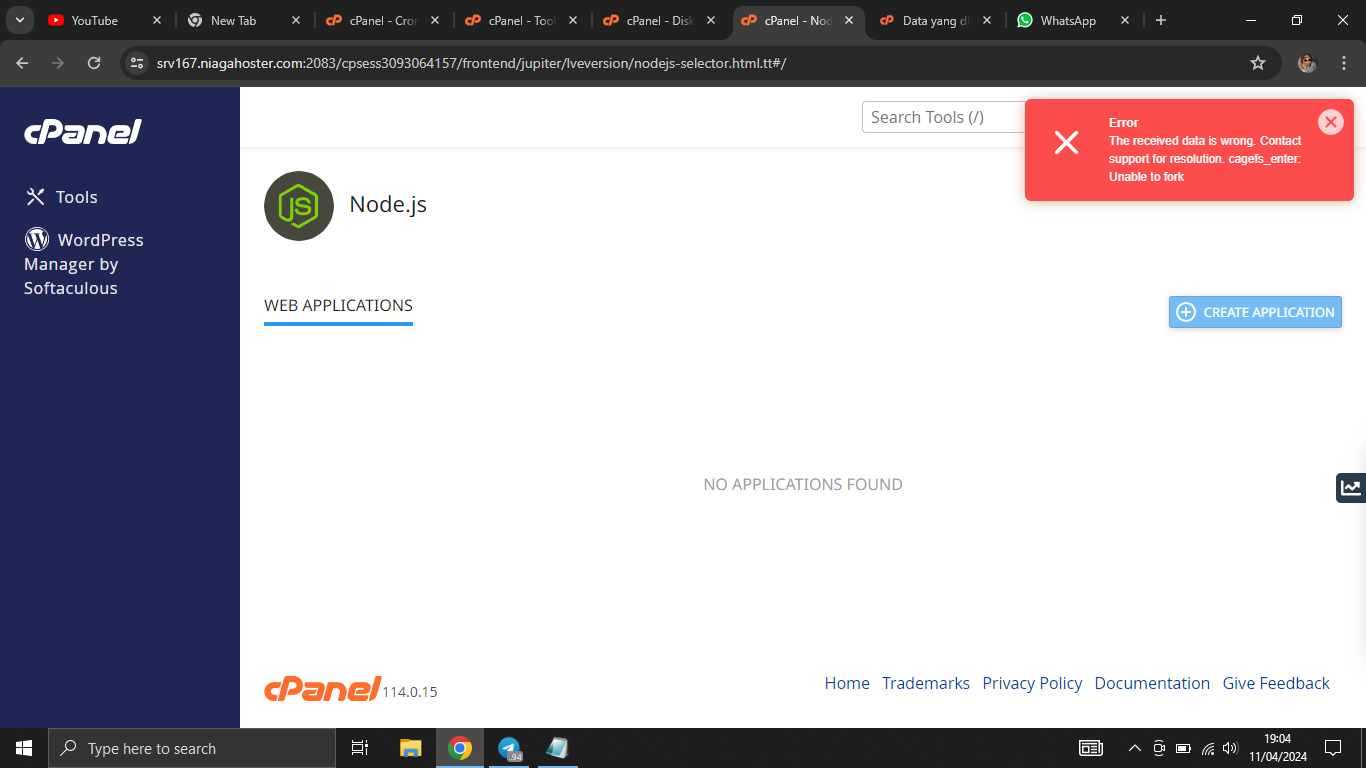 YouTube
New Tab
cPanel - Cron
cPanel - Tool
cPanel - Disk
cPanel - Nod
Data yang di
WhatsApp
srv167.niagahoster.com:2083/cpsess3093064157/frontend/jupiter/lveversion/nodejs-selector.html.tt#/
cPanel
Tools
WordPress
Manager by
Softaculous
Search Tools (/)
Error
The received data is wrong. Contact
support for resolution. cagefs_enter:
Unable to fork
JS
Node.js
WEB APPLICATIONS
CREATE APPLICATION
NO APPLICATIONS FOUND
cPanel 114.0.15
Home Trademarks Privacy Policy Documentation Give Feedback
Type here to search
94
19:04
11/04/2024